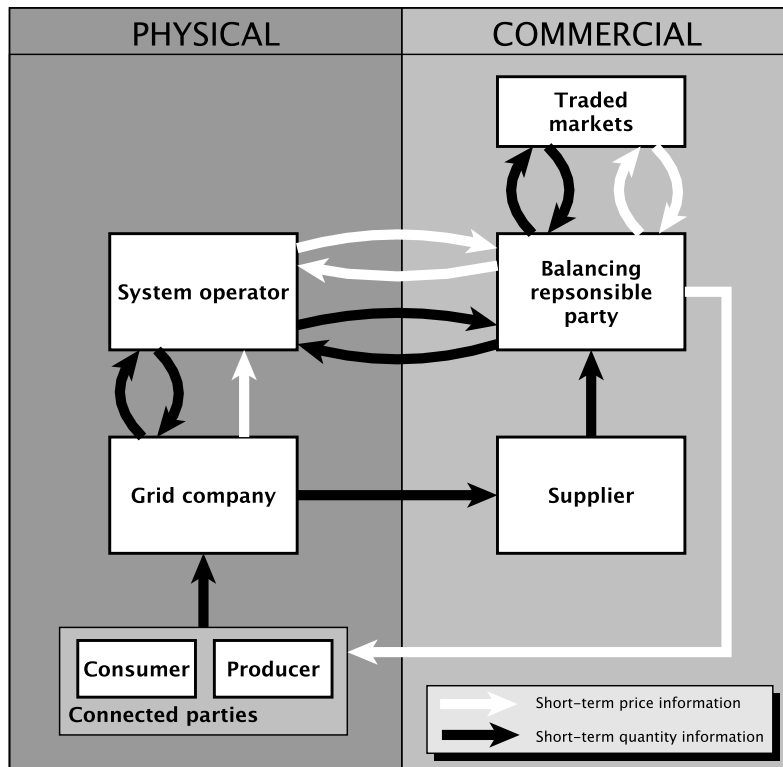 PHYSICAL
COMMERCIAL
Traded
markets
System operator
Balancing
repsonsible
party
Grid company
Supplier
Consumer
Producer
Connected parties
Short-term price information
Short-term quantity information